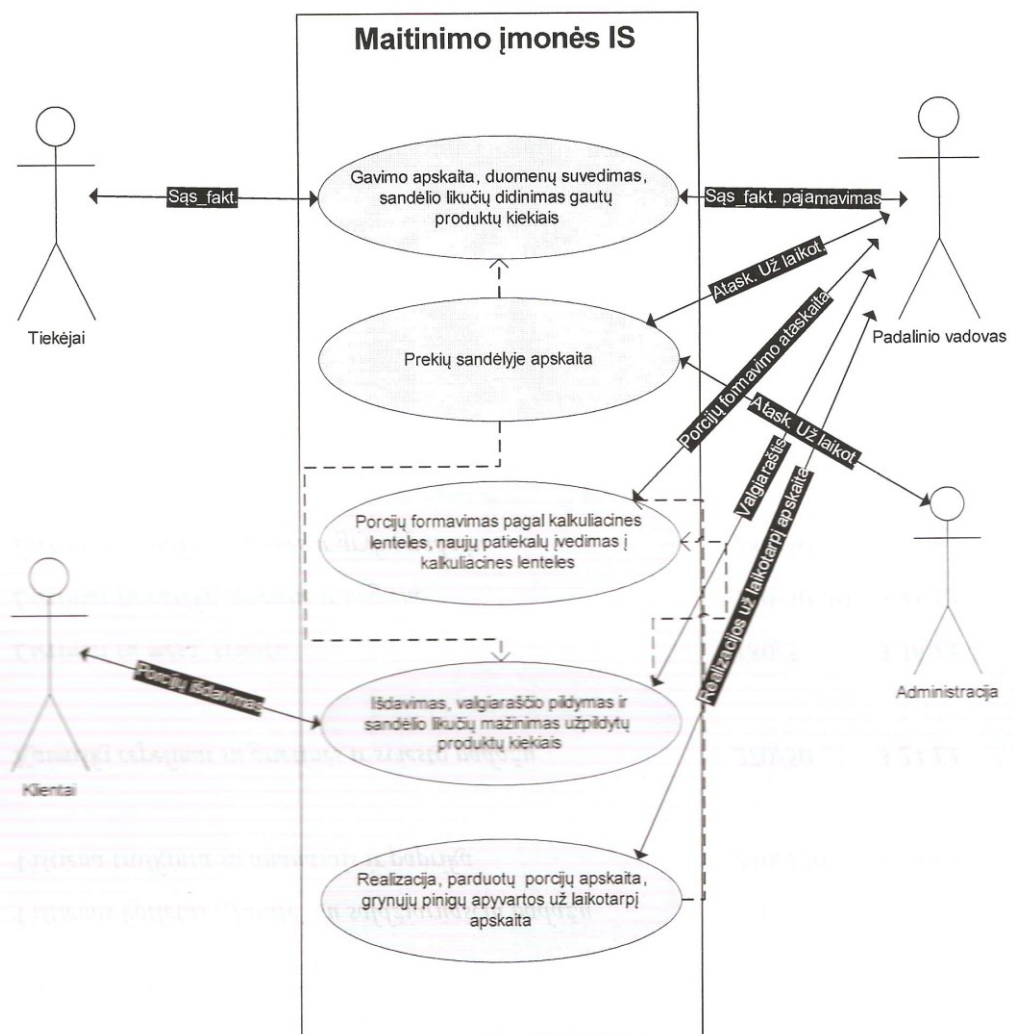 Maitinimo įmonės IS
Gavimo apskaita, duomenų suvedimas,
sandėlio likučių didinimas gautų
produktų kiekiais
Sąs_fakt.
Sąs_fakt. pajamavimas
Tiekėjai
Padalinio vadovas
Atask. Už laikot.
Prekių sandėlyje apskaita
Porcijų formavimo ataskaita
Atask. Už laikot
Valgiaraštis
Realizacijos už laikotarpį apskaita
Porcijų formavimas pagal kalkuliacines
lenteles, naujų patiekalų įvedimas į
kalkuliacines lenteles
Administracija
Porcijų išdavimas
Klientai
Išdavimas, valgiaraščio pildymas ir
sandėlio likučių mažinimas užpildytų
produktų kiekiais
Realizacija, parduotų porcijų apskaita,
grynujų pinigų apyvartos už laikotarpį
apskaita